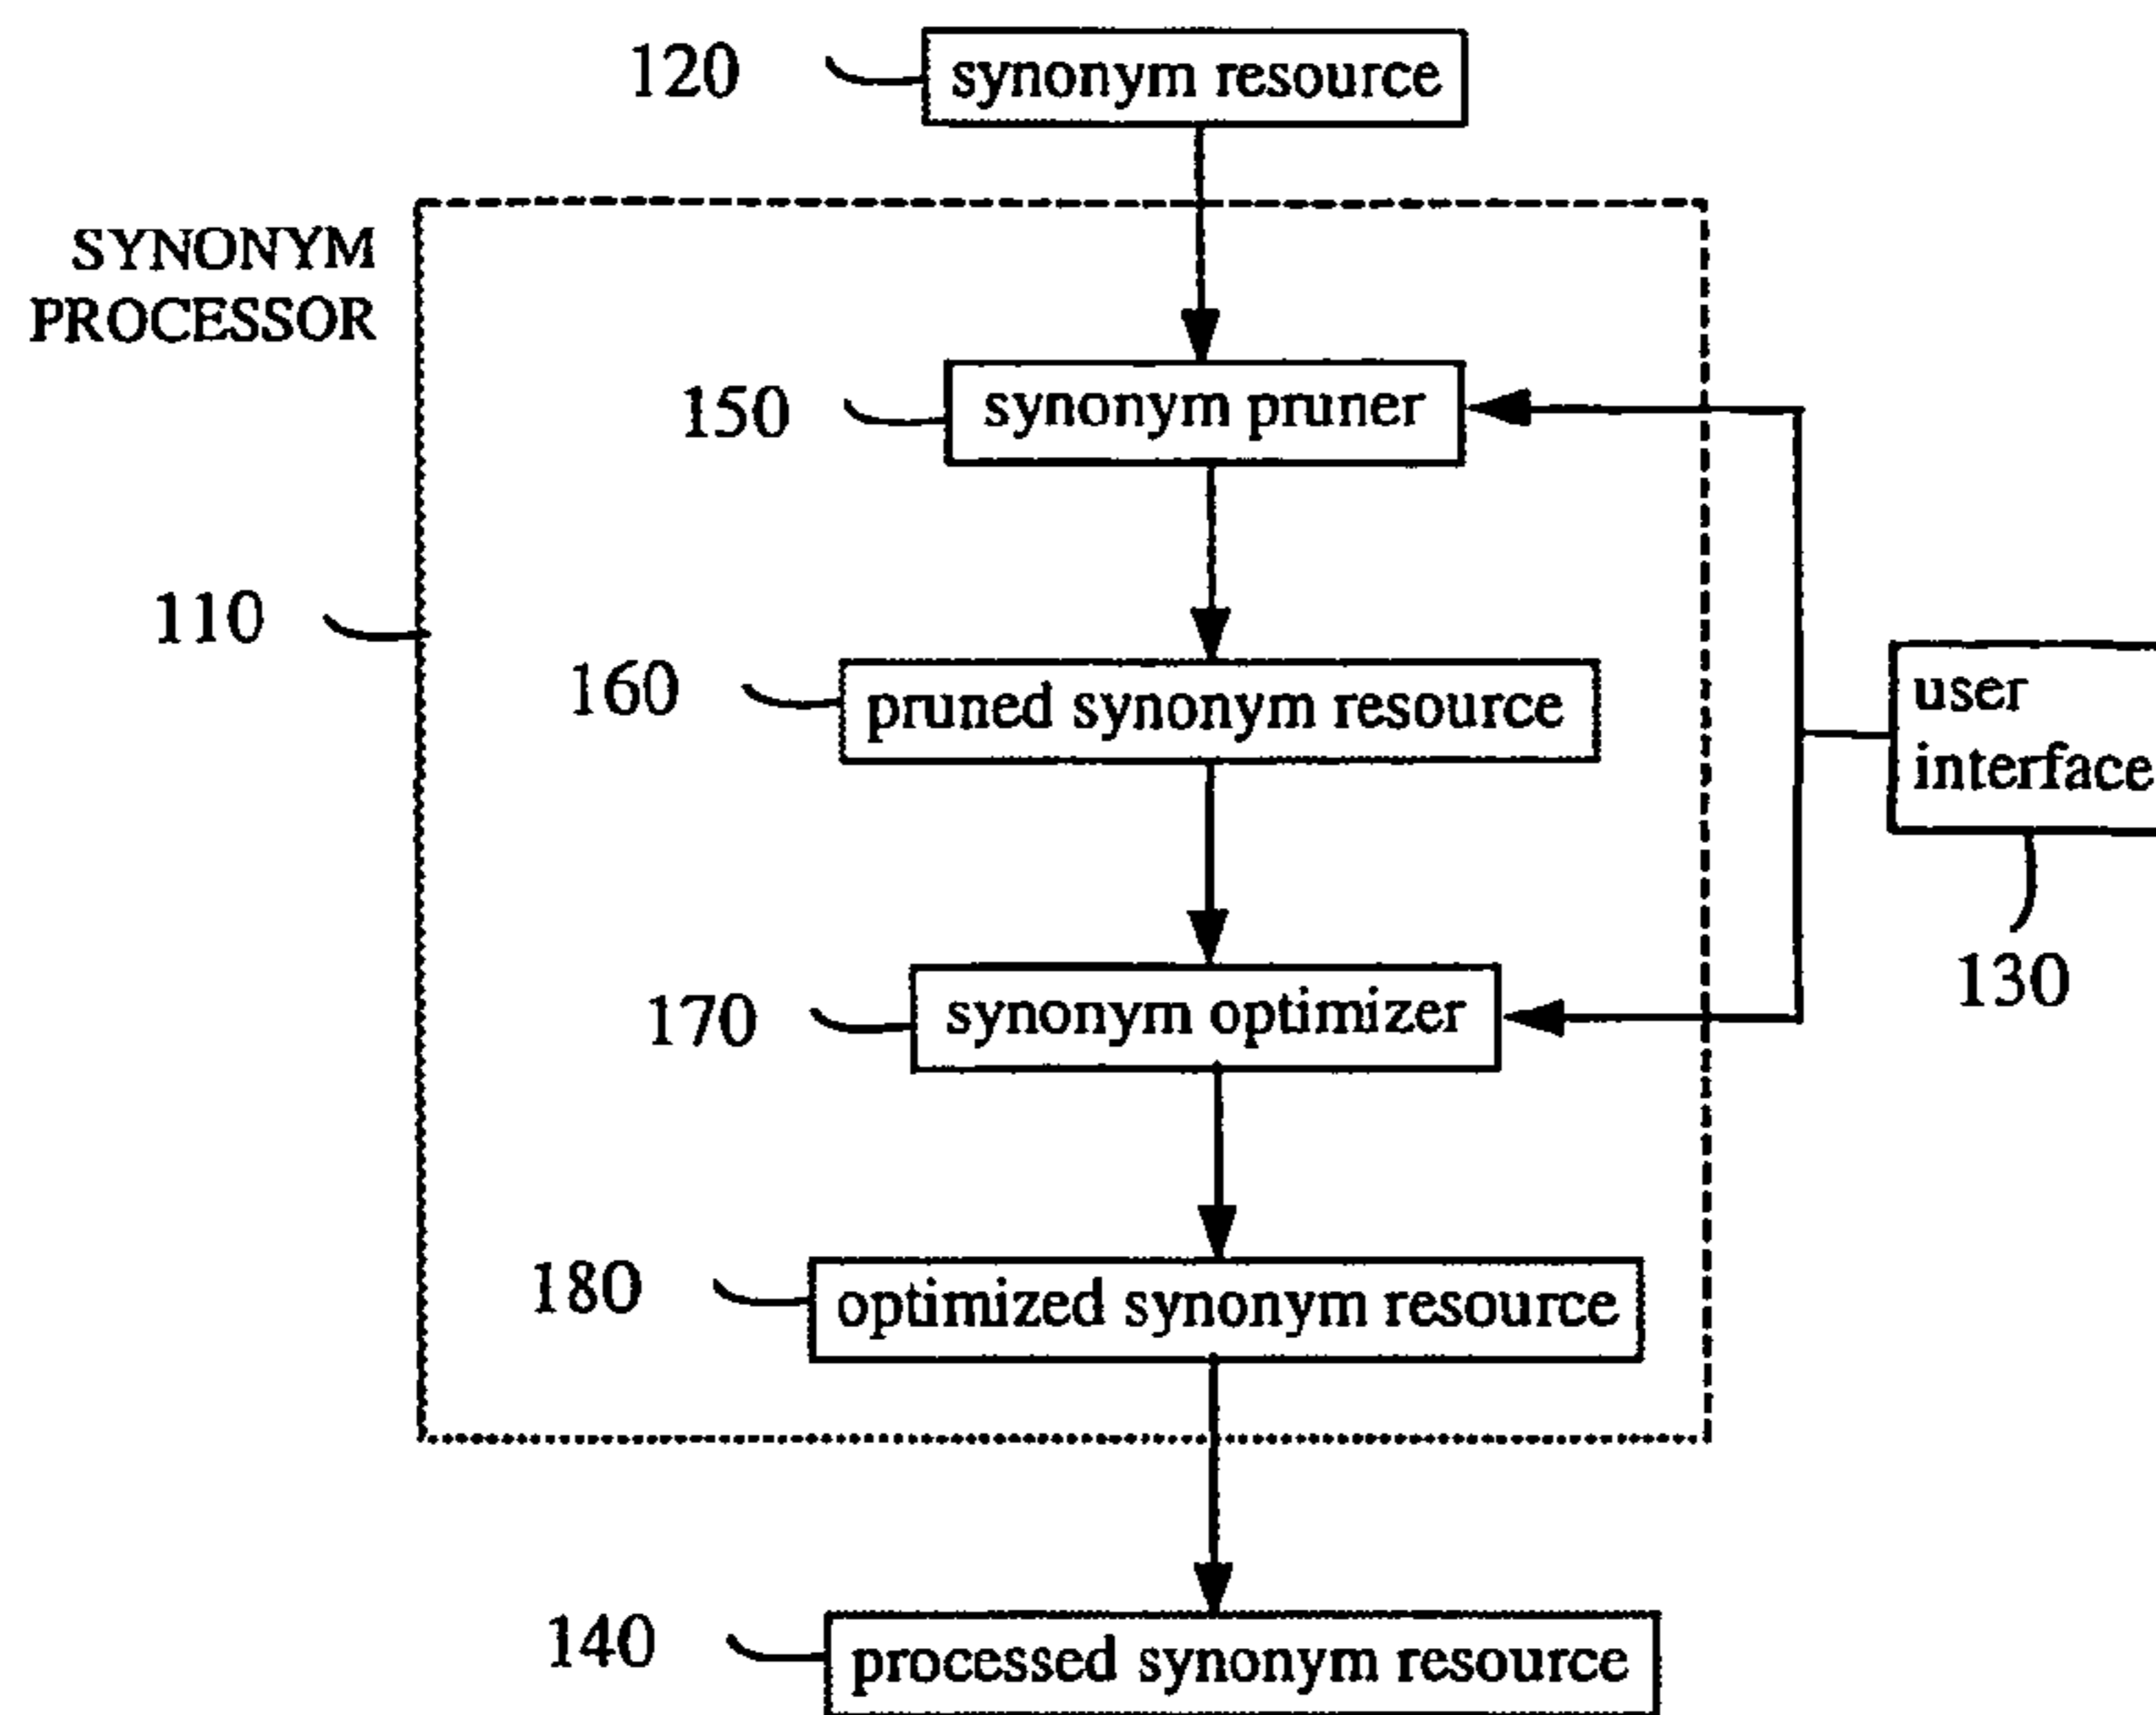 120 synonym resource
SYNONYM
PROCESSOR
150 synonym pruner
110
160 pruned synonym resource
user
interface
130
170 synonym optimizer
180 optimized synonym resource
140 processed synonym resource